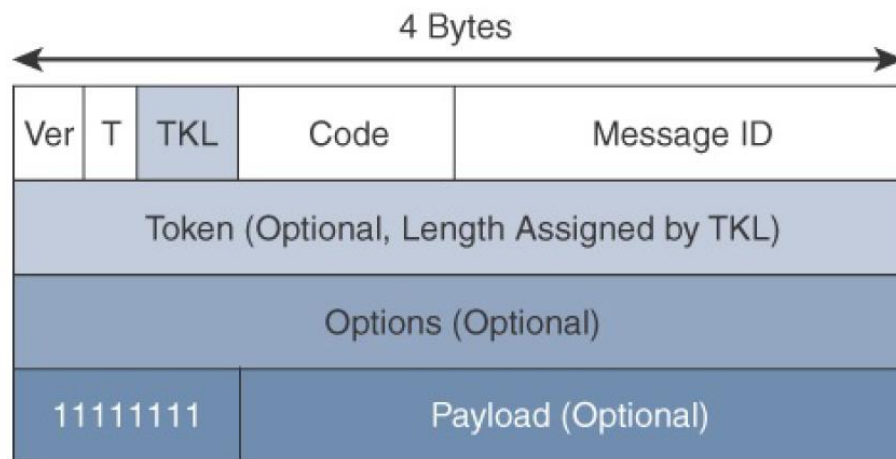 4 Bytes
Ver T TKL Code Message ID
Token (Optional, Length Assigned by TKL)
Options (Optional)
11111111 Payload (Optional)